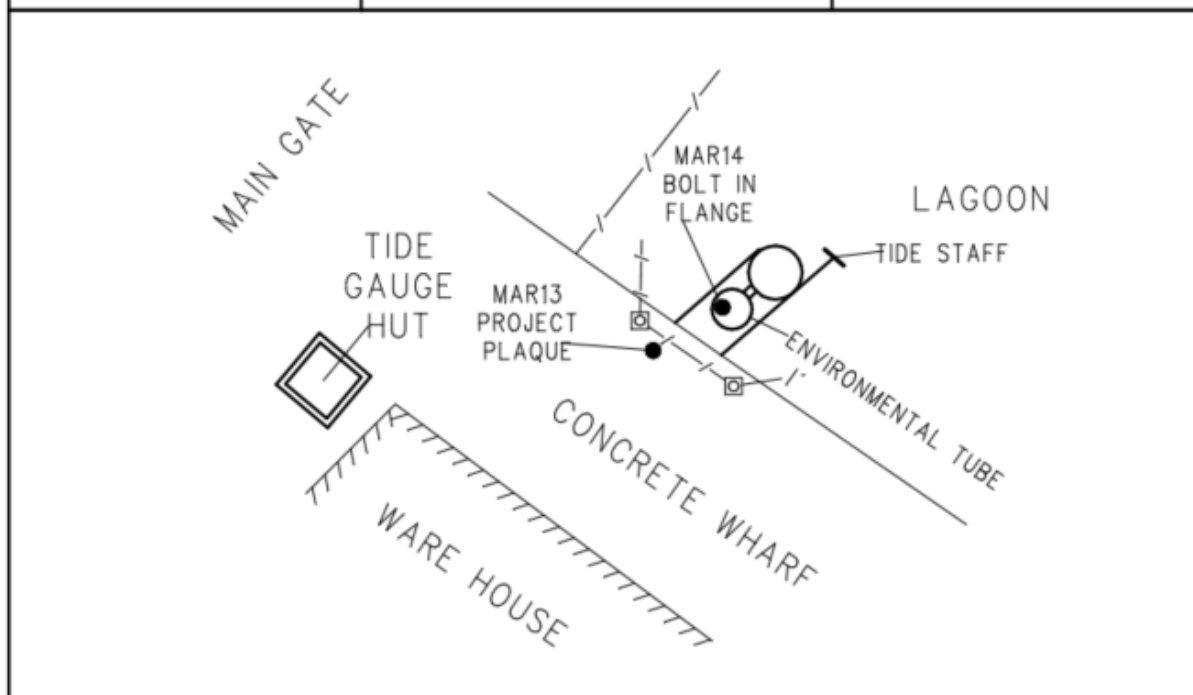 MAIN GATE
MAR14
BOLT IN
FLANGE
LAGOON
TIDE
GAUGE
HUT
TIDE STAFF
MAR13
PROJECT
PLAQUE
ENVIRONMENTAL TUBE
CONCRETE WHARF
WARE HOUSE